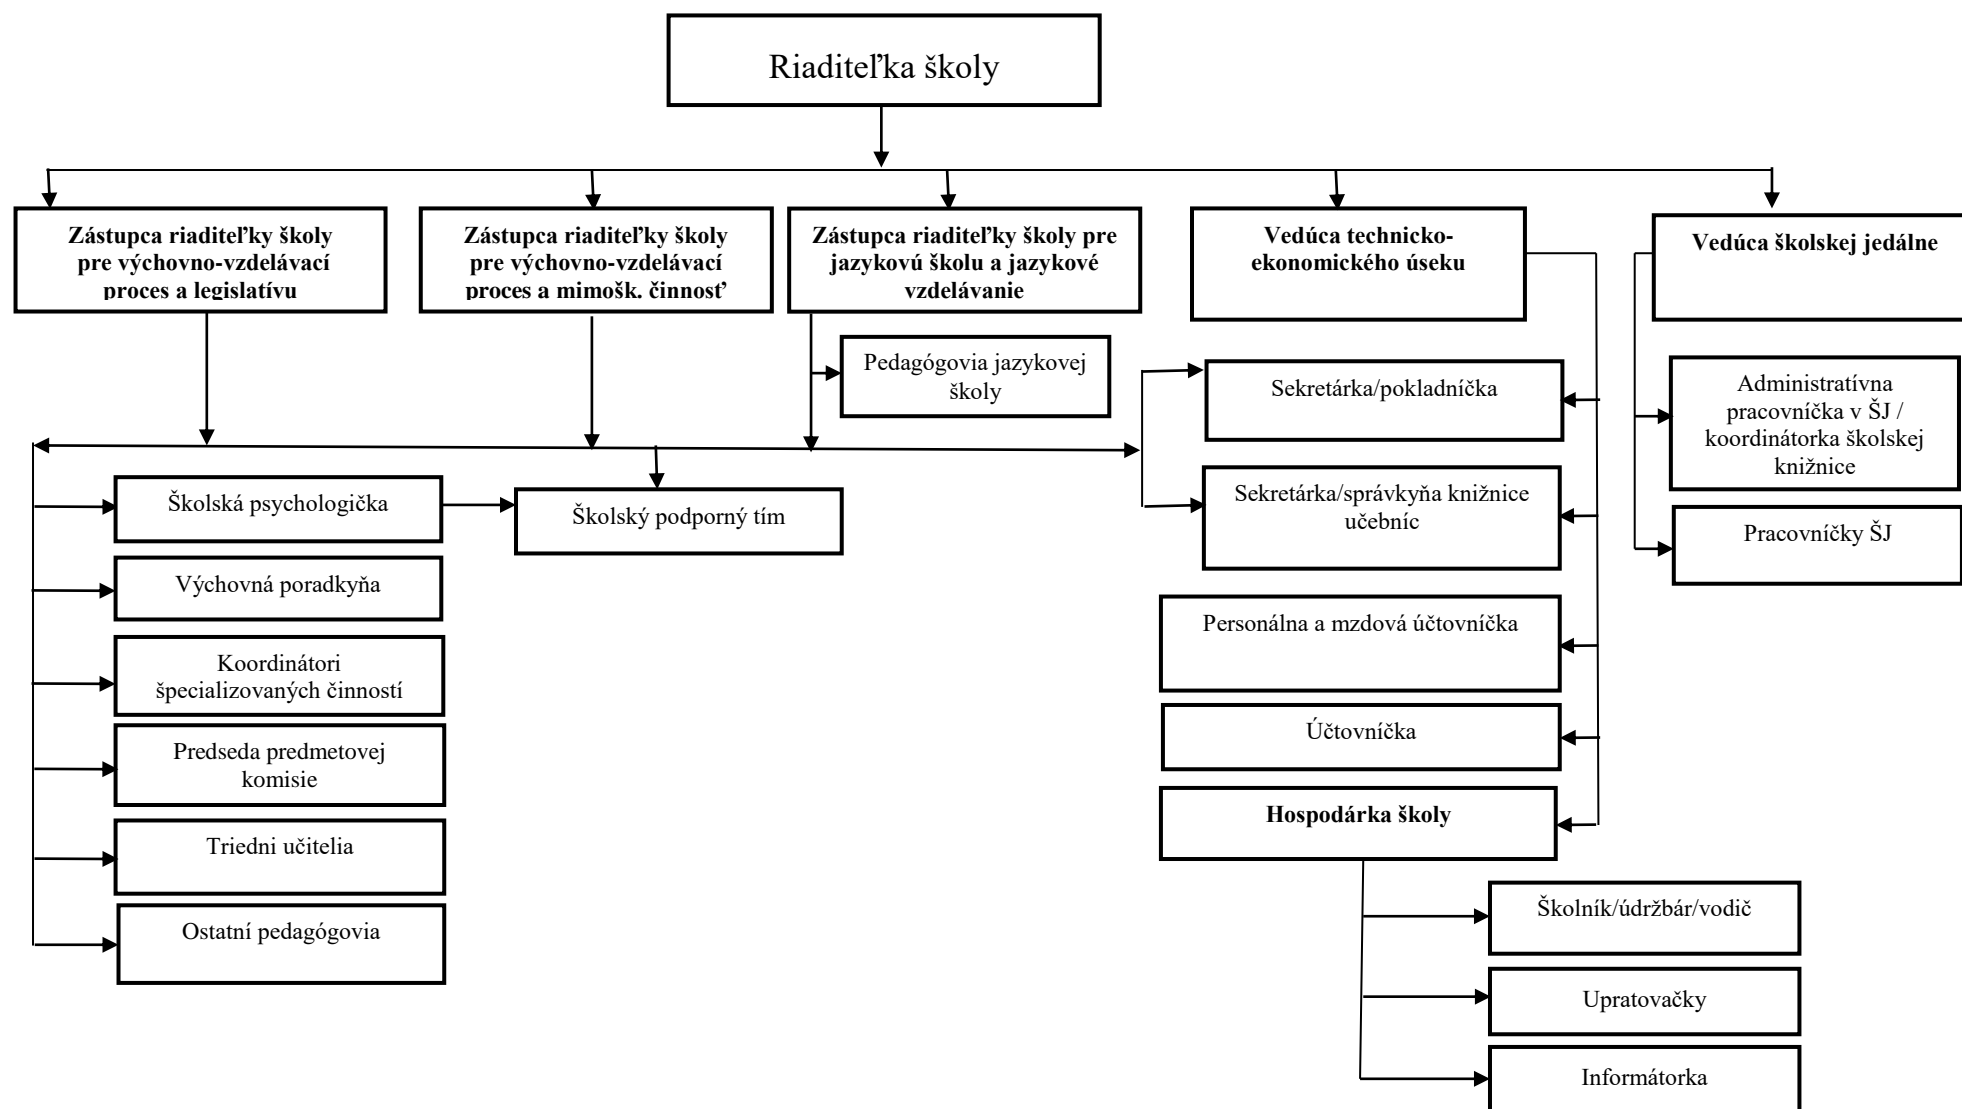 Riaditeľka školy
Zástupca riaditeľky školy
pre výchovno-vzdelávací
proces a legislatívu
Zástupca riaditeľky školy
pre výchovno-vzdelávací
proces a mimošk. činnosť
Zástupca riaditeľky školy pre
jazykovú školu a jazykové
vzdelávanie
Vedúca technicko-
ekonomického úseku
Vedúca školskej jedálne
Pedagógovia jazykovej
školy
Sekretárka/pokladníčka
Administratívna
pracovníčka v ŠJ /
koordinátorka školskej
knižnice
Školská psychologička
Školský podporný tím
Sekretárka/správkyňa knižnice
učebníc
Pracovníčky ŠJ
Výchovná poradkyňa
Personálna a mzdová účtovníčka
Koordinátori
špecializovaných činností
Predseda predmetovej
komisie
Účtovníčka
Hospodárka školy
Triedni učitelia
Ostatní pedagógovia
Školník/údržbár/vodič
Upratovačky
Informátorka